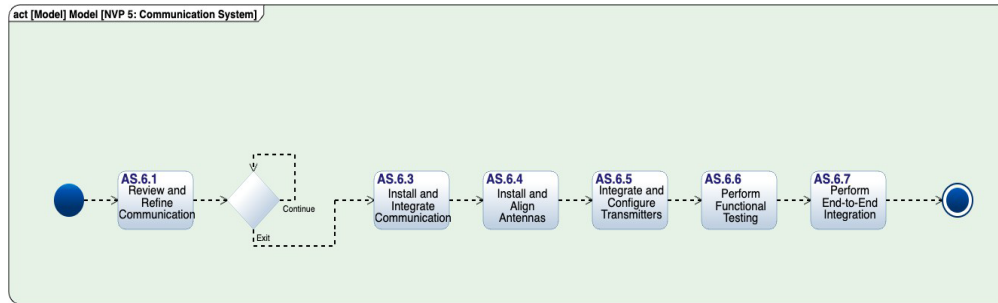 act [Model] Model [NVP 5: Communication System]
AS.6.1
Review and
Refine
Communication
Continue
Exit
AS.6.3
Install and
Integrate
Communication
AS.6.4
Install and
Align
Antennas
AS.6.5
Integrate and
Configure
Transmitters
AS.6.6
Perform
Functional
Testing
AS.6.7
Perform
End-to-End
Integration